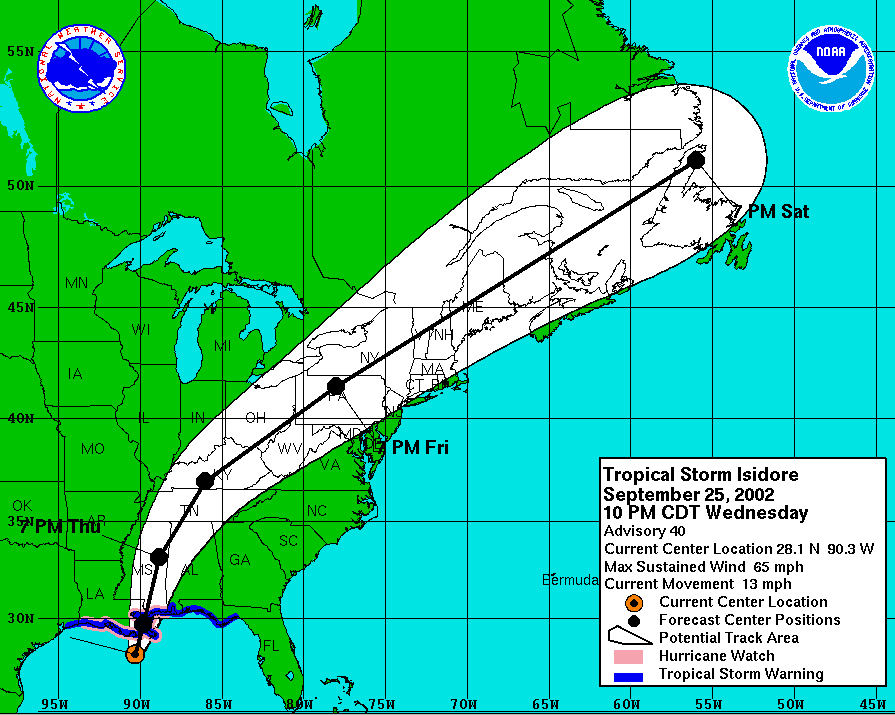 55N
NATIONAL WEATHER SERVICE
NOAA
50N
7 PM Sat
MN
45N
ME
WI
NH
MI
NY
MA
IA
CT
PA
40N
IL
IN
OH
MD
7 PM Fri
MO
WV
VA
KY
OK
TN
NC
7 PM Thu
AR
35N
SC
GA
MS
AL
LA
Bermuda
30N
FL
95W
90W
85W
80W
75W
70W
65W
60W
55W
50W
45W
Tropical Storm Isidore
September 25, 2002
10 PM CDT Wednesday
Advisory 40
Current Center Location 28.1 N 90.3 W
Max Sustained Wind 65 mph
Current Movement 13 mph
Current Center Location
Forecast Center Positions
Potential Track Area
Hurricane Watch
Tropical Storm Warning